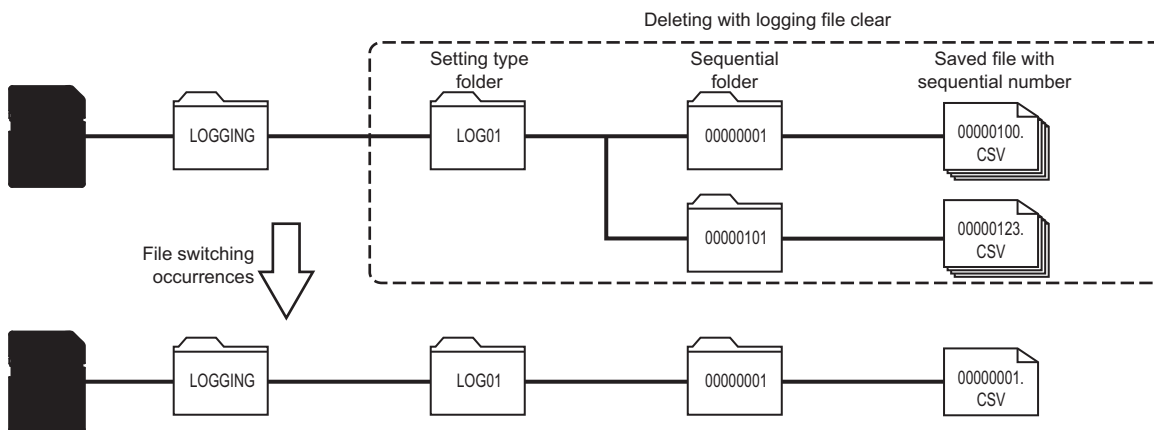 Deleting with logging file clear
Setting type
folder
Sequential
folder
Saved file with
sequential number
LOGGING
LOG01
00000001
00000100.
CSV
00000101
00000123.
CSV
File switching
occurrences
LOGGING
LOG01
00000001
00000001.
CSV